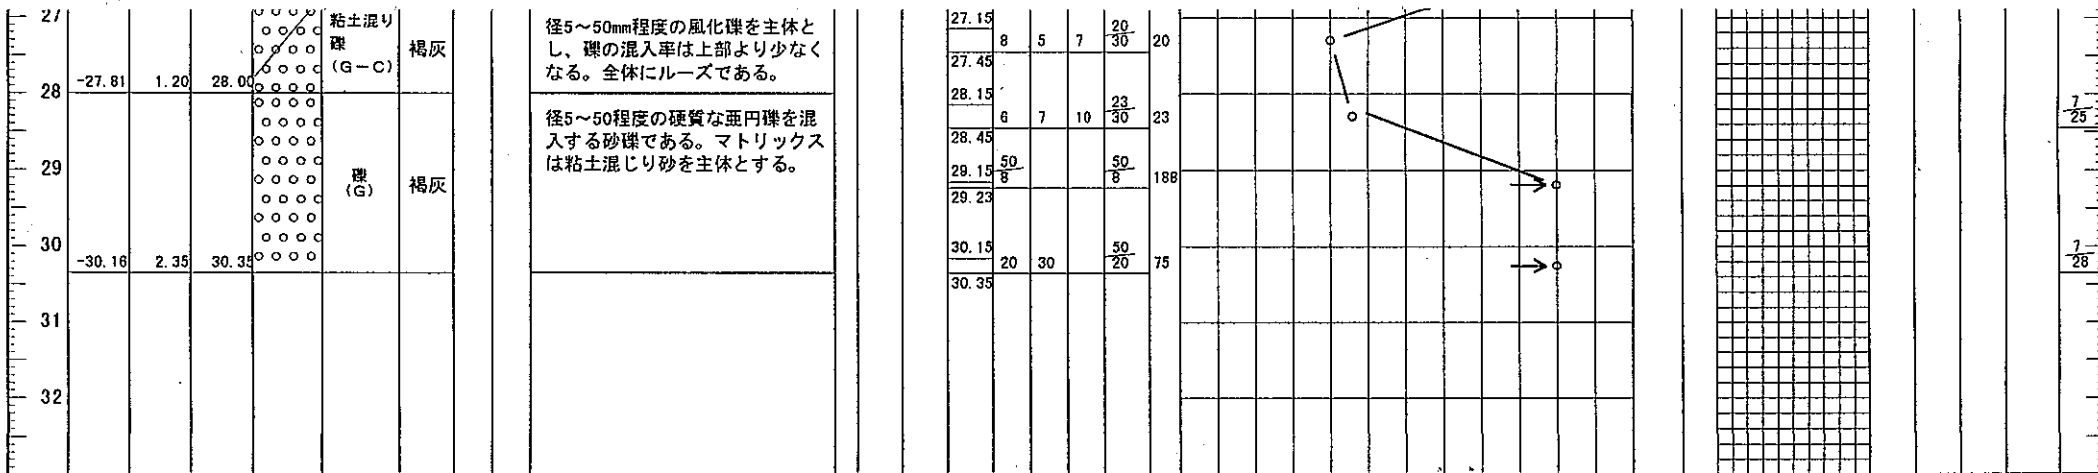 27
28
29
30
31
32
-27.81 1.20 28.00
-30.16 2.35 30.35
粘土混り
礫
(G-C)
褐灰
礫
(G)
褐灰
径5~50mm程度の風化礫を主体と
し、礫の混入率は上部より少なく
なる。全体にルーズである。
径5~50程度の硬質な亜円礫を混
入する砂礫である。マトリックス
は粘土混じり砂を主体とする。
27.15
8 5 7 20/30 20
27.45
28.15
6 7 10 23/30 23
28.45
29.15 50/8 50/8 188
29.23
30.15
20 30 50/20 75
30.35
7/25
7/28